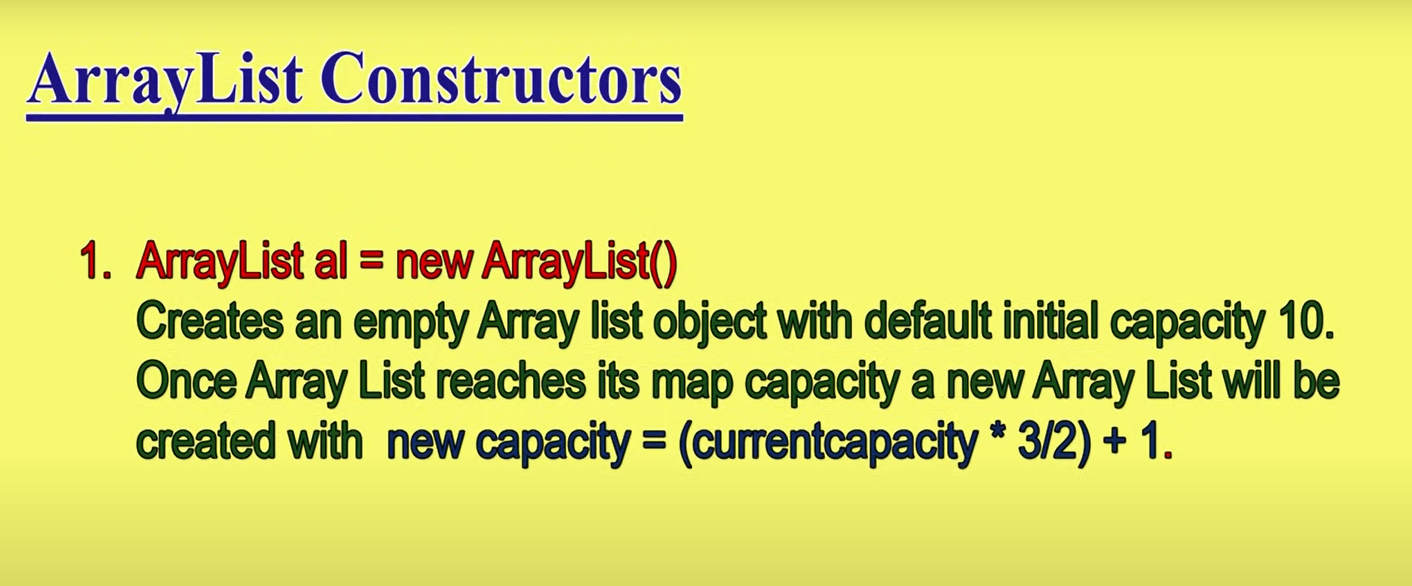 ArrayList Constructors
1. ArrayList al = new ArrayList()
Creates an empty Array list object with default initial capacity 10.
Once Array List reaches its map capacity a new Array List will be
created with new capacity = (currentcapacity * 3/2) + 1.